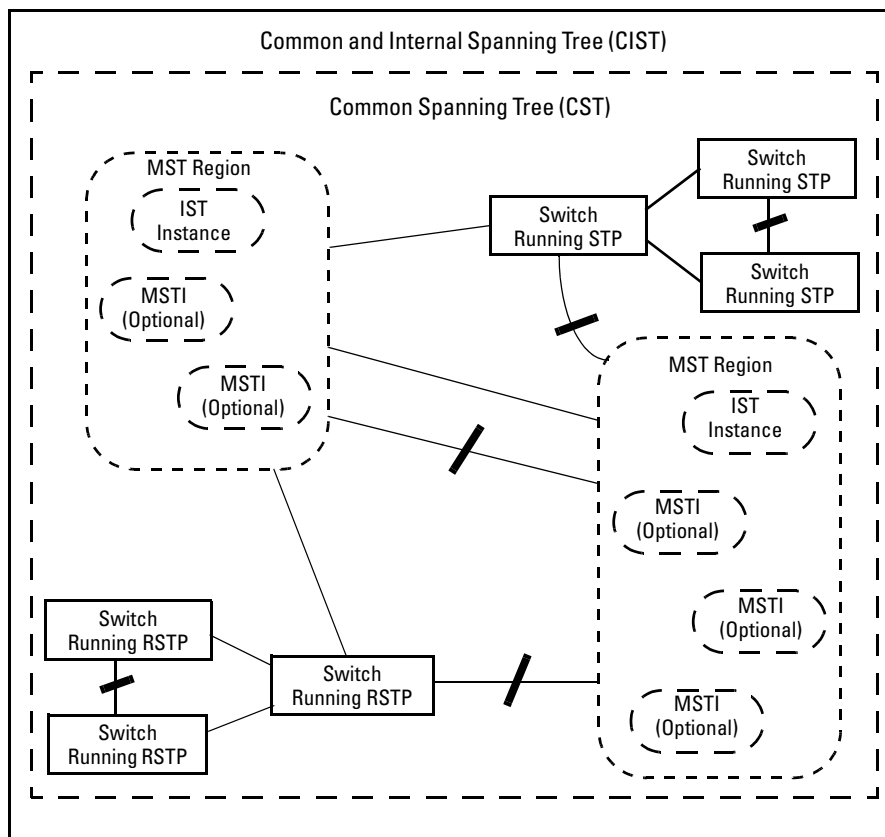 Common and Internal Spanning Tree (CIST)
Common Spanning Tree (CST)
MST Region
IST
Instance
MSTI
(Optional)
MSTI
(Optional)
Switch
Running STP
Switch
Running STP
Switch
Running STP
MST Region
IST
Instance
MSTI
(Optional)
MSTI
(Optional)
MSTI
(Optional)
Switch
Running RSTP
Switch
Running RSTP
Switch
Running RSTP